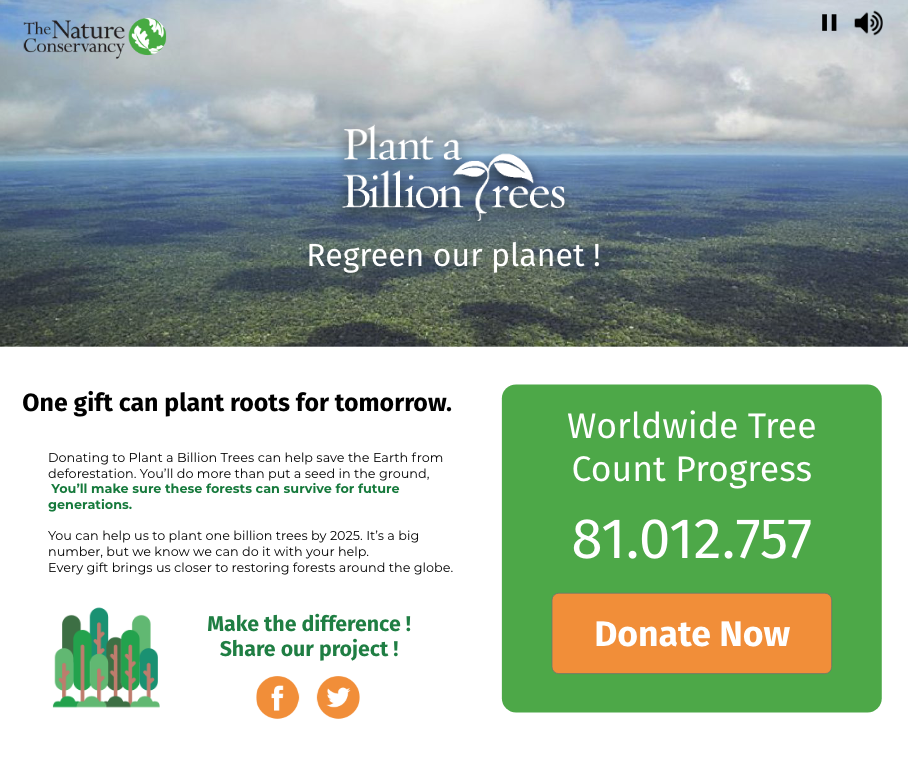 The Nature
Conservancy
Plant a
Billion Trees
Regreen our planet !
One gift can plant roots for tomorrow.
Donating to Plant a Billion Trees can help save the Earth from
deforestation. You’ll do more than put a seed in the ground,
You’ll make sure these forests can survive for future
generations.
You can help us to plant one billion trees by 2025. It’s a big
number, but we know we can do it with your help.
Every gift brings us closer to restoring forests around the globe.
Make the difference !
Share our project !
Worldwide Tree
Count Progress
81.012.757
Donate Now